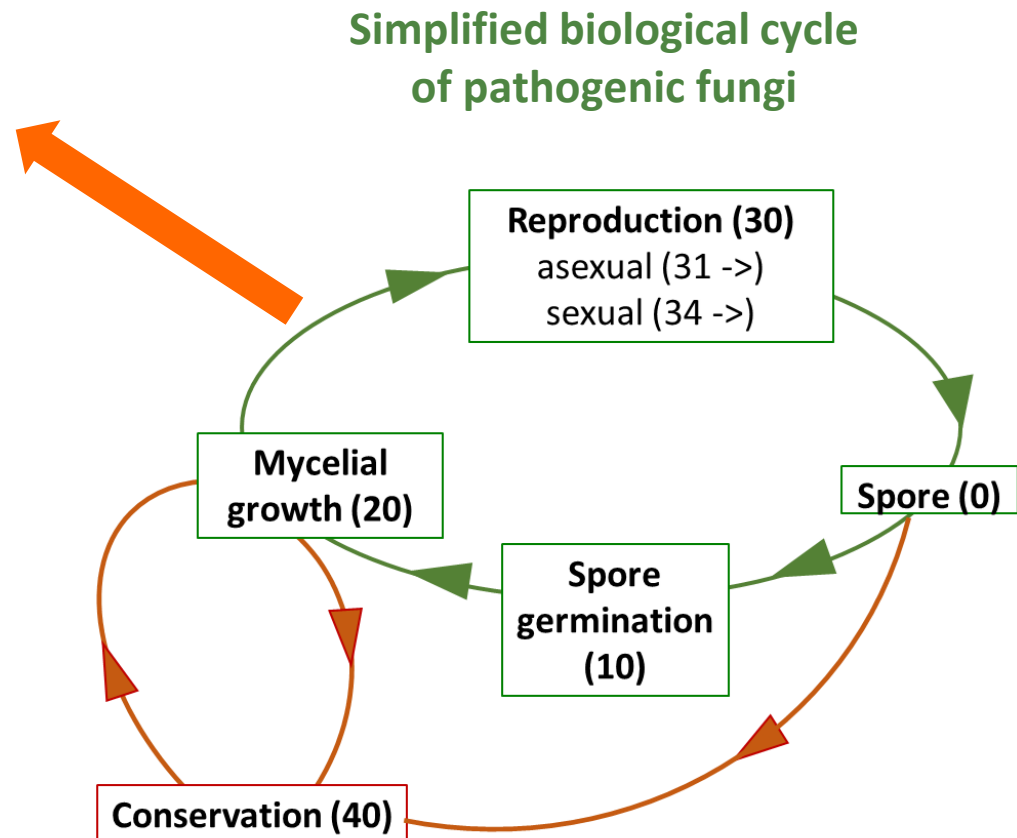 Simplified biological cycle
of pathogenic fungi
Reproduction (30)
asexual (31 ->)
sexual (34 ->)
Mycelial
growth (20)
Spore (0)
Spore
germination
(10)
Conservation (40)